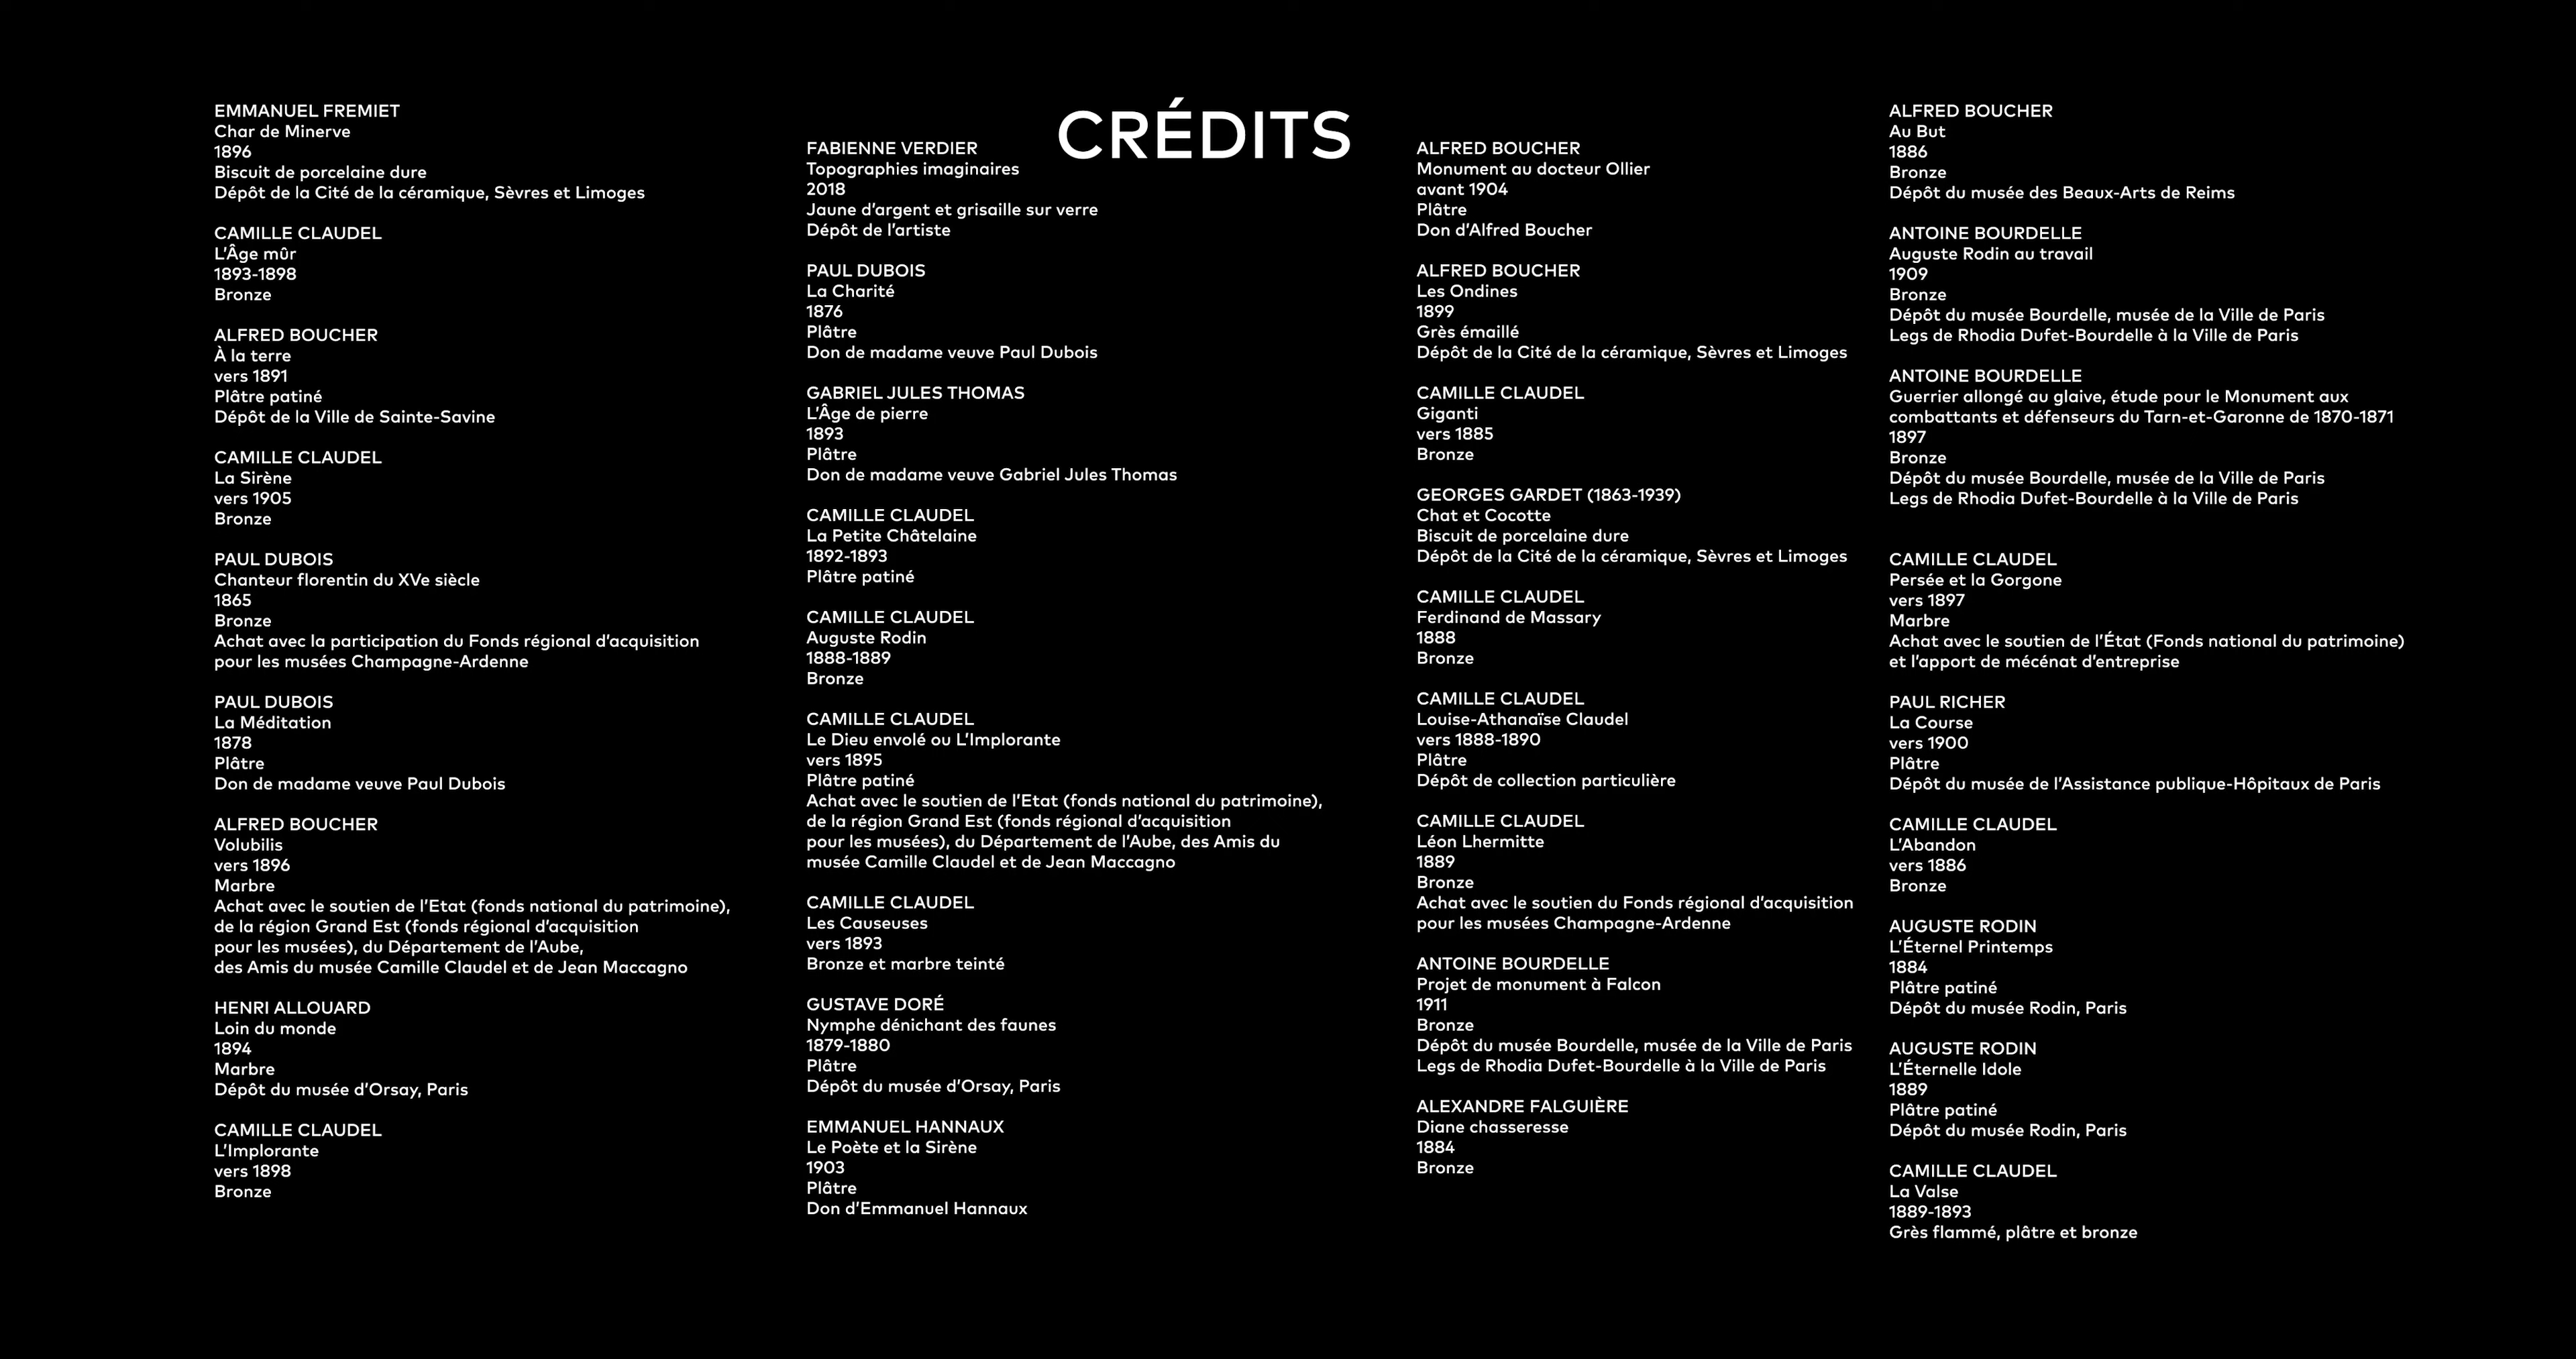 CRÉDITS
EMMANUEL FREMIET
Char de Minerve
1896
Biscuit de porcelaine dure
Dépôt de la Cité de la céramique, Sèvres et Limoges
CAMILLE CLAUDEL
L'Âge mûr
1893-1898
Bronze
ALFRED BOUCHER
À la terre
vers 1891
Plâtre patiné
Dépôt de la Ville de Sainte-Savine
CAMILLE CLAUDEL
La Sirène
vers 1905
Bronze
PAUL DUBOIS
Chanteur florentin du XVe siècle
1865
Bronze
Achat avec la participation du Fonds régional d'acquisition
pour les musées Champagne-Ardenne
PAUL DUBOIS
La Méditation
1878
Plâtre
Don de madame veuve Paul Dubois
ALFRED BOUCHER
Volubilis
vers 1896
Marbre
Achat avec le soutien de l'Etat (fonds national du patrimoine),
de la région Grand Est (fonds régional d'acquisition
pour les musées), du Département de l'Aube,
des Amis du musée Camille Claudel et de Jean Maccagno
HENRI ALLOUARD
Loin du monde
1894
Marbre
Dépôt du musée d'Orsay, Paris
CAMILLE CLAUDEL
L'Implorante
vers 1898
Bronze
FABIENNE VERDIER
Topographies imaginaires
2018
Jaune d'argent et grisaille sur verre
Dépôt de l'artiste
PAUL DUBOIS
La Charité
1876
Plâtre
Don de madame veuve Paul Dubois
GABRIEL JULES THOMAS
L'Âge de pierre
1893
Plâtre
Don de madame veuve Gabriel Jules Thomas
CAMILLE CLAUDEL
La Petite Châtelaine
1892-1893
Plâtre patiné
CAMILLE CLAUDEL
Auguste Rodin
1888-1889
Bronze
CAMILLE CLAUDEL
Le Dieu envolé ou L'Implorante
vers 1895
Plâtre patiné
Achat avec le soutien de l'Etat (fonds national du patrimoine),
de la région Grand Est (fonds régional d'acquisition
pour les musées), du Département de l'Aube, des Amis du
musée Camille Claudel et de Jean Maccagno
CAMILLE CLAUDEL
Les Causeuses
vers 1893
Bronze et marbre teinté
GUSTAVE DORÉ
Nymphe dénichant des faunes
1879-1880
Plâtre
Dépôt du musée d'Orsay, Paris
EMMANUEL HANNAUX
Le Poète et la Sirène
1903
Plâtre
Don d'Emmanuel Hannaux
ALFRED BOUCHER
Monument au docteur Ollier
avant 1904
Plâtre
Don d'Alfred Boucher
ALFRED BOUCHER
Les Ondines
1899
Grès émaillé
Dépôt de la Cité de la céramique, Sèvres et Limoges
CAMILLE CLAUDEL
Giganti
vers 1885
Bronze
GEORGES GARDET (1863-1939)
Chat et Cocotte
Biscuit de porcelaine dure
Dépôt de la Cité de la céramique, Sèvres et Limoges
CAMILLE CLAUDEL
Ferdinand de Massary
1888
Bronze
CAMILLE CLAUDEL
Louise-Athanaïse Claudel
vers 1888-1890
Plâtre
Dépôt de collection particulière
CAMILLE CLAUDEL
Léon Lhermitte
1889
Bronze
Achat avec le soutien du Fonds régional d'acquisition
pour les musées Champagne-Ardenne
ANTOINE BOURDELLE
Projet de monument à Falcon
1911
Bronze
Dépôt du musée Bourdelle, musée de la Ville de Paris
Legs de Rhodia Dufet-Bourdelle à la Ville de Paris
ALEXANDRE FALGUIÈRE
Diane chasseresse
1884
Bronze
ALFRED BOUCHER
Au But
1886
Bronze
Dépôt du musée des Beaux-Arts de Reims
ANTOINE BOURDELLE
Auguste Rodin au travail
1909
Bronze
Dépôt du musée Bourdelle, musée de la Ville de Paris
Legs de Rhodia Dufet-Bourdelle à la Ville de Paris
ANTOINE BOURDELLE
Guerrier allongé au glaive, étude pour le Monument aux
combattants et défenseurs du Tarn-et-Garonne de 1870-1871
1897
Bronze
Dépôt du musée Bourdelle, musée de la Ville de Paris
Legs de Rhodia Dufet-Bourdelle à la Ville de Paris
CAMILLE CLAUDEL
Persée et la Gorgone
vers 1897
Marbre
Achat avec le soutien de l'État (Fonds national du patrimoine)
et l'apport de mécénat d'entreprise
PAUL RICHER
La Course
vers 1900
Plâtre
Dépôt du musée de l'Assistance publique-Hôpitaux de Paris
CAMILLE CLAUDEL
L'Abandon
vers 1886
Bronze
AUGUSTE RODIN
L'Éternel Printemps
1884
Plâtre patiné
Dépôt du musée Rodin, Paris
AUGUSTE RODIN
L'Éternelle Idole
1889
Plâtre patiné
Dépôt du musée Rodin, Paris
CAMILLE CLAUDEL
La Valse
1889-1893
Grès flammé, plâtre et bronze